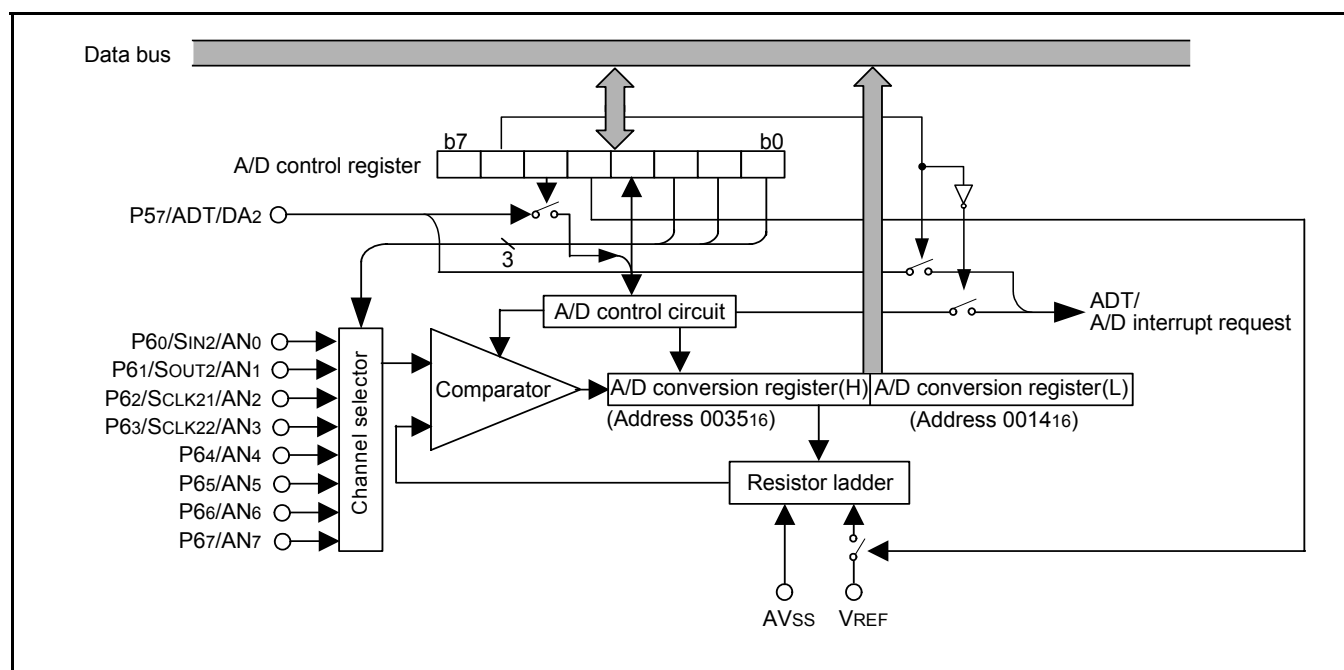 Data bus
b7 b0
A/D control register
P57/ADT/DA2
3
A/D control circuit
ADT/
A/D interrupt request
P60/SIN2/AN0
P61/SOUT2/AN1
P62/SCLK21/AN2
P63/SCLK22/AN3
P64/AN4
P65/AN5
P66/AN6
P67/AN7
Channel selector
Comparator
A/D conversion register(H) A/D conversion register(L)
(Address 003516) (Address 001416)
Resistor ladder
AVSS VREF